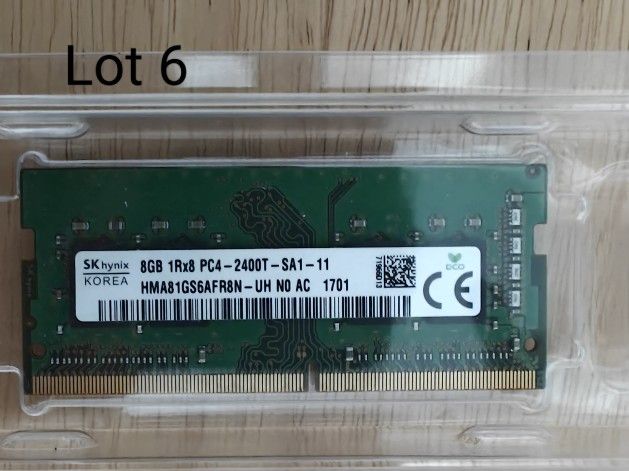 Lot 6
SK hynix
KOREA
8GB 1Rx8 PC4-2400T-SA1-11
HMA81GS6AFR8N-UH N0 AC 1701
ECO
CE